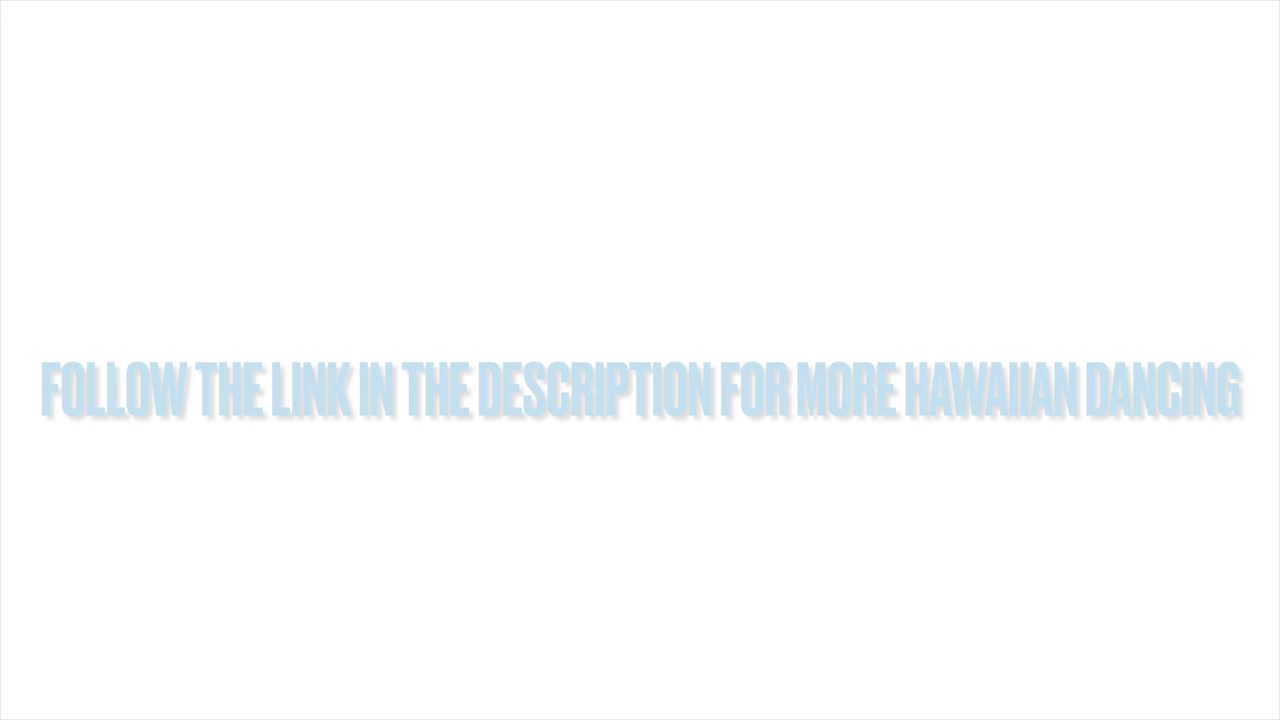 FOLLOW THE LINK IN THE DESCRIPTION FOR MORE HAWAIIAN DANCING